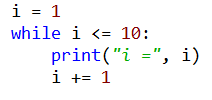 i = 1
while i <= 10:
    print("i =", i)
    i += 1